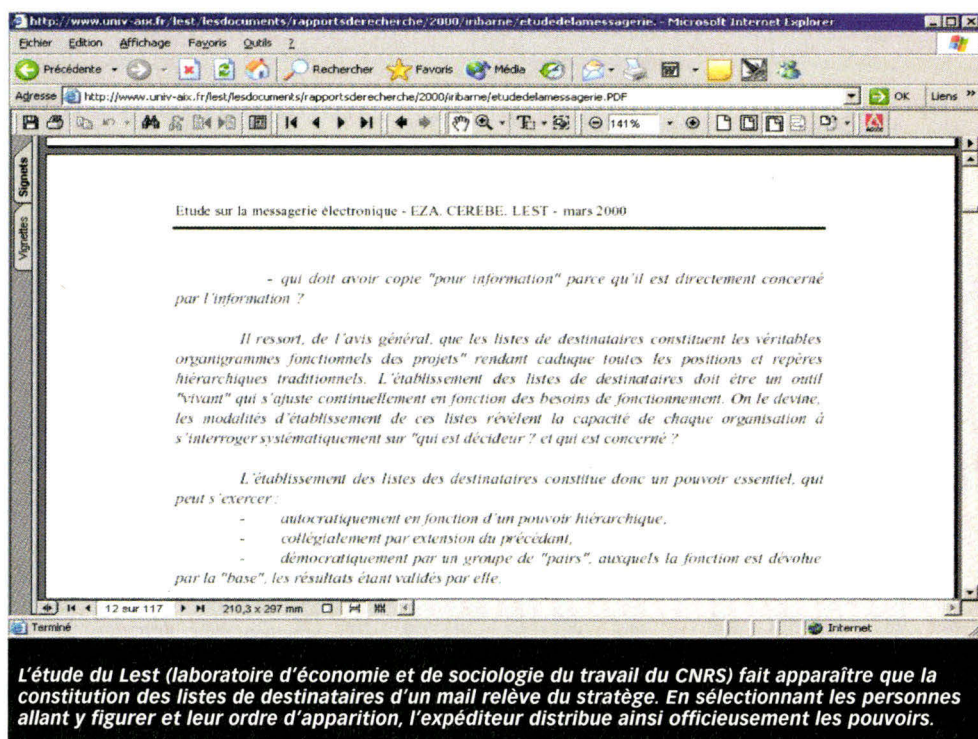 http://www.univ-aix.fr/lest/lesdocuments/rapportsderecherche/2000/iribarne/etudedelamessagerie. - Microsoft Internet Explorer
Fichier Edition Affichage Favoris Outils ?
Précédente Rechercher Favoris Média
Adresse http://www.univ-aix.fr/lest/lesdocuments/rapportsderecherche/2000/iribarne/etudedelamessagerie.PDF OK Liens »
141%
Signets
Vignettes
Etude sur la messagerie électronique - EZA. CEREBE. LEST - mars 2000
- qui doit avoir copie "pour information" parce qu'il est directement concerné
par l'information ?
Il ressort, de l'avis général, que les listes de destinataires constituent les véritables
organigrammes fonctionnels des projets" rendant caduque toutes les positions et repères
hiérarchiques traditionnels. L'établissement des listes de destinataires doit être un outil
"vivant" qui s'ajuste continuellement en fonction des besoins de fonctionnement. On le devine,
les modalités d'établissement de ces listes révèlent la capacité de chaque organisation à
s'interroger systématiquement sur "qui est décideur ? et qui est concerné ?
L'établissement des listes des destinataires constitue donc un pouvoir essentiel, qui
peut s'exercer :
- autocratiquement en fonction d'un pouvoir hiérarchique,
- collégialement par extension du précédant,
- démocratiquement par un groupe de "pairs", auxquels la fonction est dévolue
par la "base", les résultats étant validés par elle.
12 sur 117 210,3 x 297 mm
Terminé Internet
L'étude du Lest (laboratoire d'économie et de sociologie du travail du CNRS) fait apparaître que la
constitution des listes de destinataires d'un mail relève du stratège. En sélectionnant les personnes
allant y figurer et leur ordre d'apparition, l'expéditeur distribue ainsi officieusement les pouvoirs.